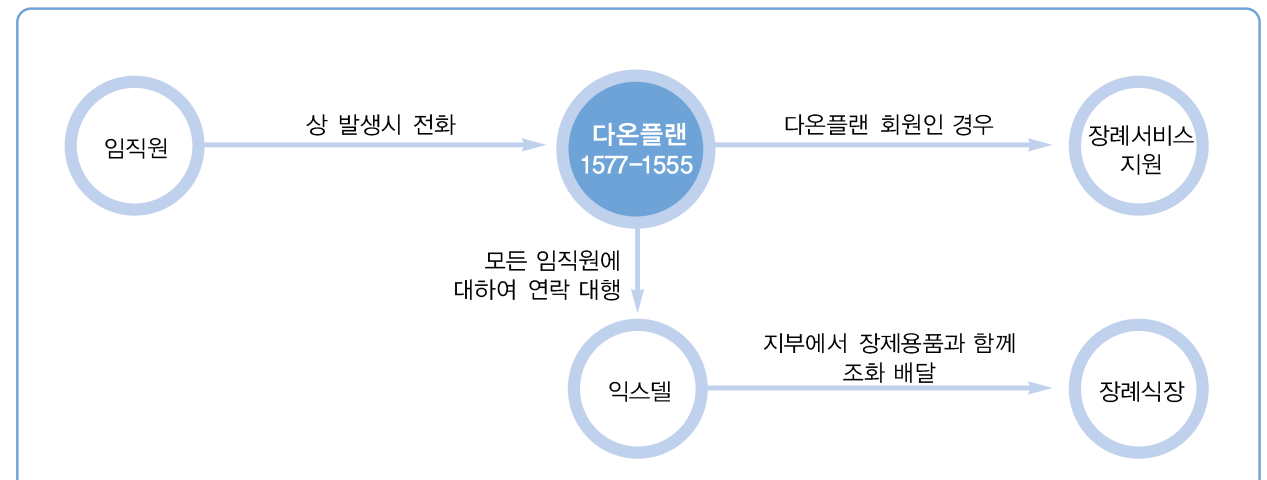 임직원
상 발생시 전화
다온플랜
1577-1555
다온플랜 회원인 경우
장례서비스
지원
모든 임직원에
대하여 연락 대행
익스델
지부에서 장제용품과 함께
조화 배달
장례식장